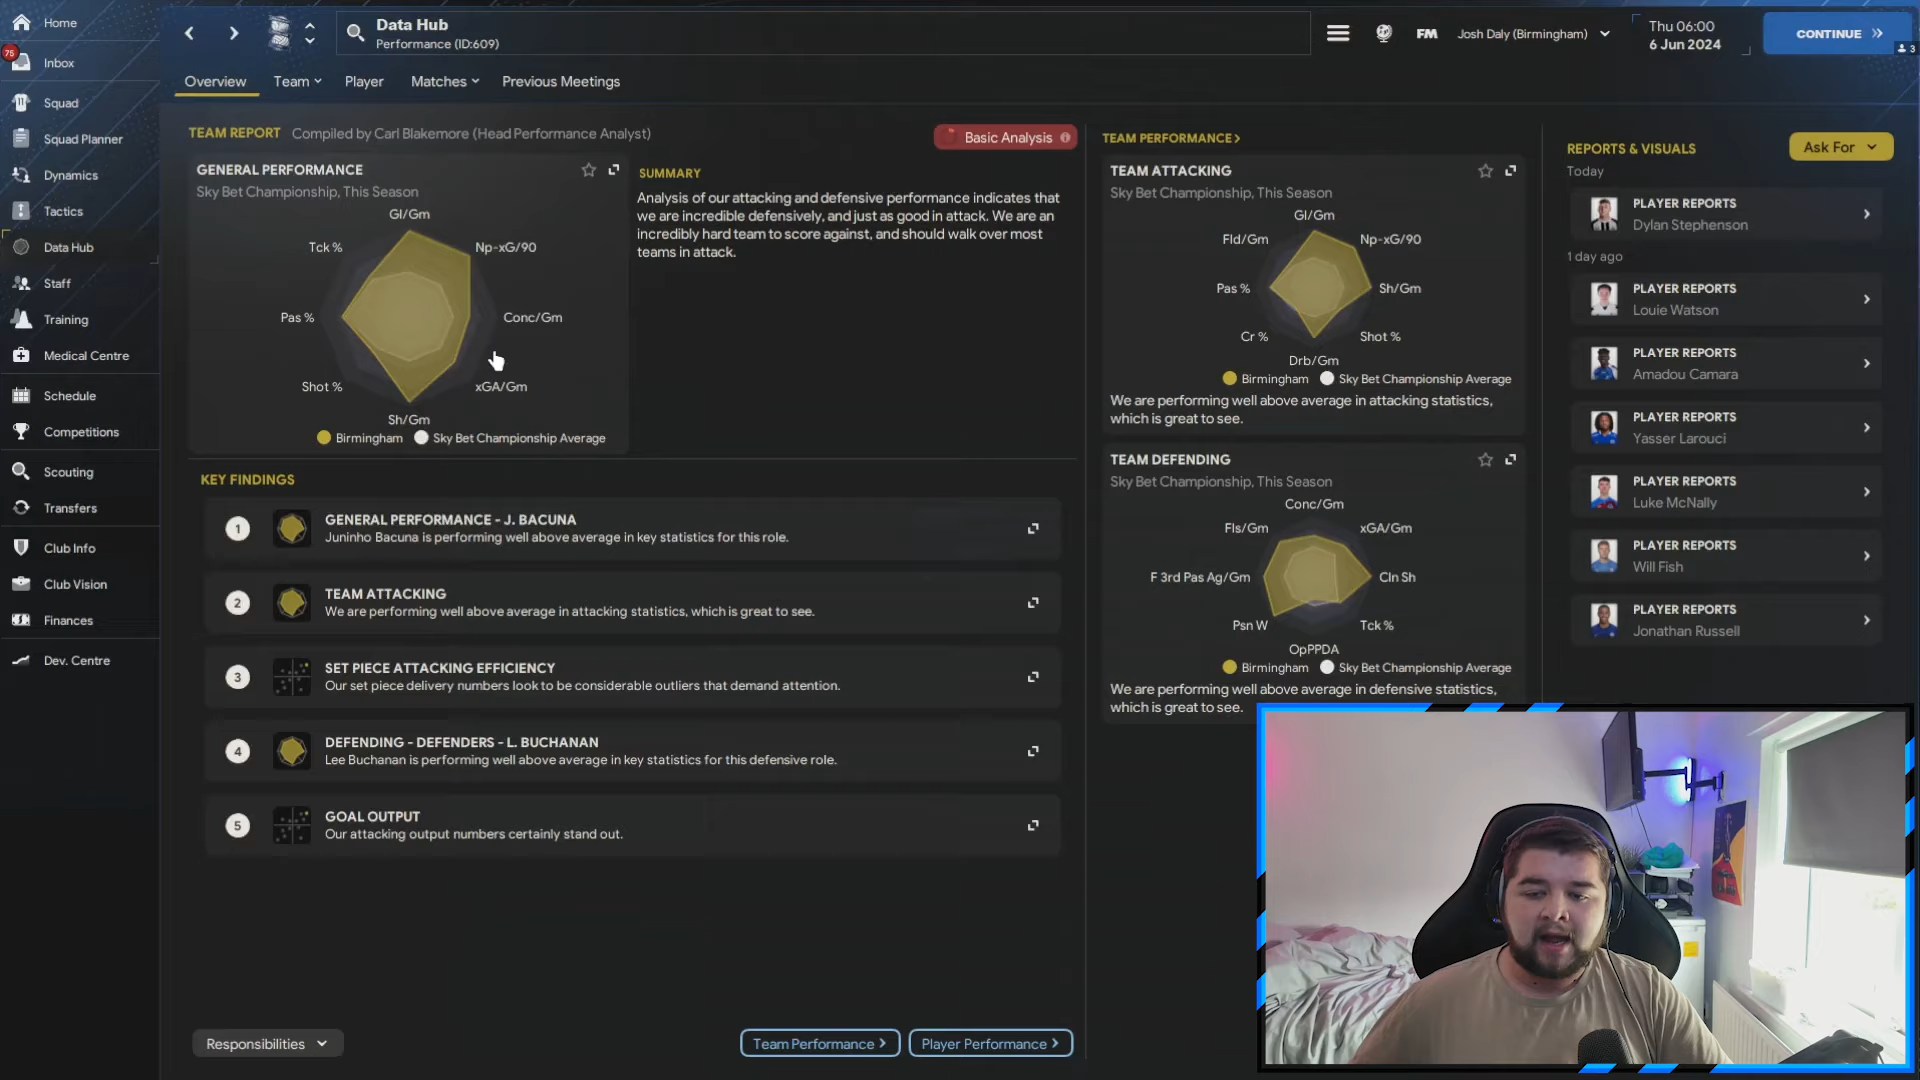 Home
75
Inbox
Squad
Squad Planner
Dynamics
Tactics
Data Hub
Staff
Training
Medical Centre
Schedule
Competitions
Scouting
Transfers
Club Info
Club Vision
Finances
Dev. Centre
Data Hub
Performance (ID:609)
FM
Josh Daly (Birmingham)
Thu 06:00
6 Jun 2024
CONTINUE
3
Overview
Team
Player
Matches
Previous Meetings
TEAM REPORT Compiled by Carl Blakemore (Head Performance Analyst)
Basic Analysis
GENERAL PERFORMANCE
Sky Bet Championship, This Season
Gl/Gm
Tck %
Np-xG/90
Pas %
Conc/Gm
Shot %
xGA/Gm
Sh/Gm
Birmingham
Sky Bet Championship Average
SUMMARY
Analysis of our attacking and defensive performance indicates that
we are incredible defensively, and just as good in attack. We are an
incredibly hard team to score against, and should walk over most
teams in attack.
KEY FINDINGS
1
GENERAL PERFORMANCE - J. BACUNA
Juninho Bacuna is performing well above average in key statistics for this role.
2
TEAM ATTACKING
We are performing well above average in attacking statistics, which is great to see.
3
SET PIECE ATTACKING EFFICIENCY
Our set piece delivery numbers look to be considerable outliers that demand attention.
4
DEFENDING - DEFENDERS - L. BUCHANAN
Lee Buchanan is performing well above average in key statistics for this defensive role.
5
GOAL OUTPUT
Our attacking output numbers certainly stand out.
Responsibilities
Team Performance
Player Performance
TEAM PERFORMANCE
TEAM ATTACKING
Sky Bet Championship, This Season
Gl/Gm
Fld/Gm
Np-xG/90
Pas %
Sh/Gm
Cr %
Shot %
Drb/Gm
Birmingham
Sky Bet Championship Average
We are performing well above average in attacking statistics,
which is great to see.
TEAM DEFENDING
Sky Bet Championship, This Season
Conc/Gm
Fls/Gm
xGA/Gm
F 3rd Pas Ag/Gm
Cln Sh
Psn W
Tck %
OpPPDA
Birmingham
Sky Bet Championship Average
We are performing well above average in defensive statistics,
which is great to see.
REPORTS & VISUALS
Ask For
Today
PLAYER REPORTS
Dylan Stephenson
1 day ago
PLAYER REPORTS
Louie Watson
PLAYER REPORTS
Amadou Camara
PLAYER REPORTS
Yasser Larouci
PLAYER REPORTS
Luke McNally
PLAYER REPORTS
Will Fish
PLAYER REPORTS
Jonathan Russell